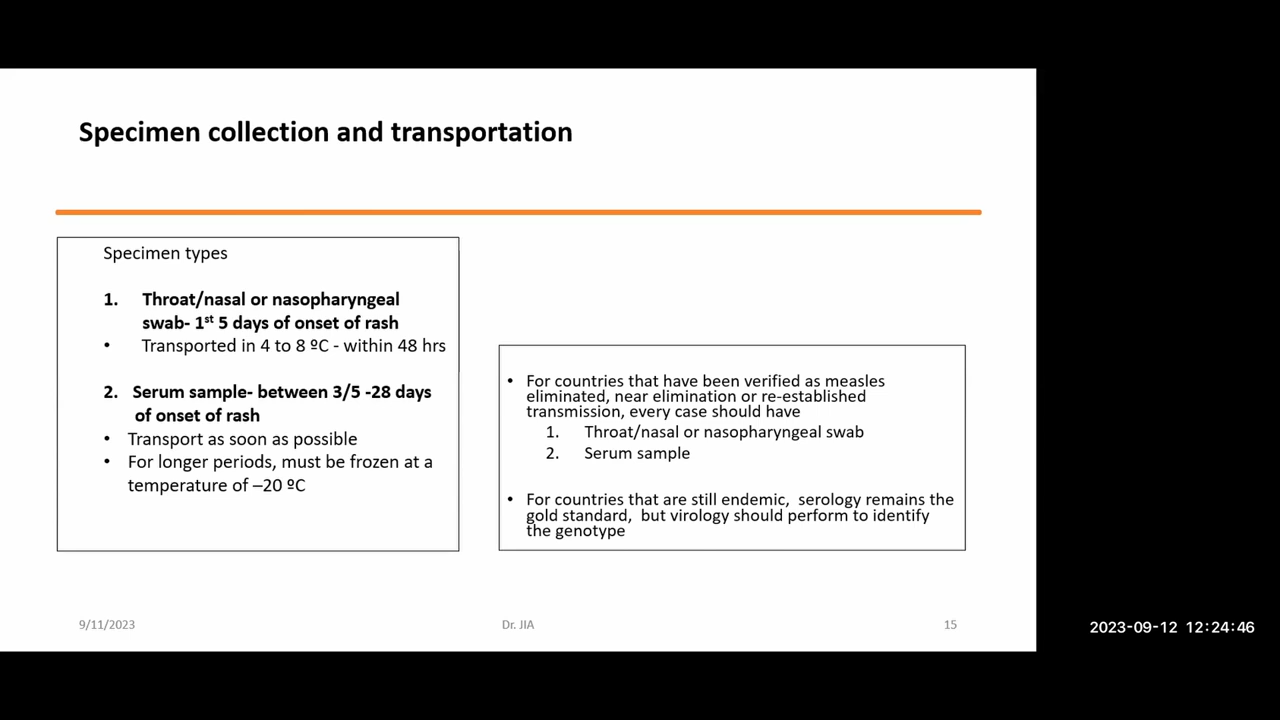 Specimen collection and transportation
Specimen types
1. Throat/nasal or nasopharyngeal
swab- 1st 5 days of onset of rash
• Transported in 4 to 8 ºC - within 48 hrs
2. Serum sample- between 3/5 -28 days
of onset of rash
• Transport as soon as possible
• For longer periods, must be frozen at a
temperature of –20 ºC
• For countries that have been verified as measles
eliminated, near elimination or re-established
transmission, every case should have
1. Throat/nasal or nasopharyngeal swab
2. Serum sample
• For countries that are still endemic, serology remains the
gold standard, but virology should perform to identify
the genotype
9/11/2023
Dr. JIA
15
2023-09-12 12:24:46